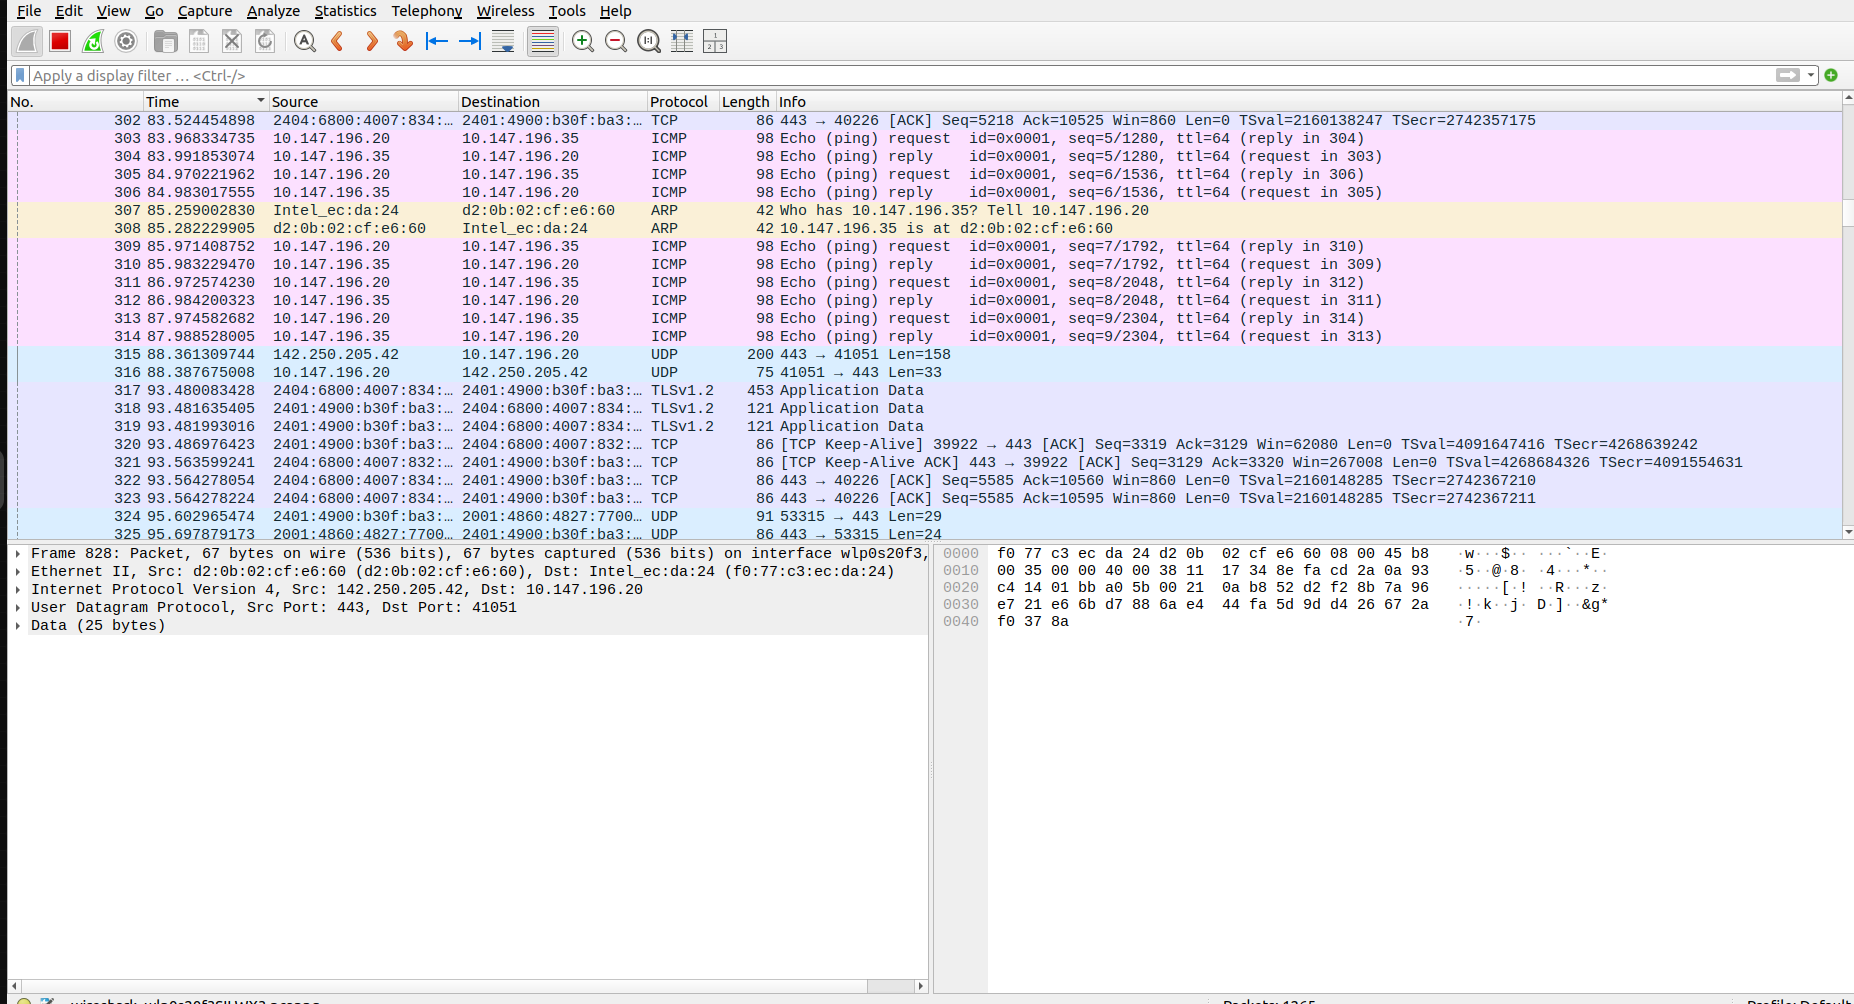 File Edit View Go Capture Analyze Statistics Telephony Wireless Tools Help
Apply a display filter … <Ctrl-/>
No. Time Source Destination Protocol Length Info
302 83.524454898 2404:6800:4007:834:… 2401:4900:b30f:ba3:… TCP 86 443 → 40226 [ACK] Seq=5218 Ack=10525 Win=860 Len=0 TSval=2160138247 TSecr=2742357175
303 83.968334735 10.147.196.20 10.147.196.35 ICMP 98 Echo (ping) request id=0x0001, seq=5/1280, ttl=64 (reply in 304)
304 83.991853074 10.147.196.35 10.147.196.20 ICMP 98 Echo (ping) reply id=0x0001, seq=5/1280, ttl=64 (request in 303)
305 84.970221962 10.147.196.20 10.147.196.35 ICMP 98 Echo (ping) request id=0x0001, seq=6/1536, ttl=64 (reply in 306)
306 84.983017555 10.147.196.35 10.147.196.20 ICMP 98 Echo (ping) reply id=0x0001, seq=6/1536, ttl=64 (request in 305)
307 85.259002830 Intel_ec:da:24 d2:0b:02:cf:e6:60 ARP 42 Who has 10.147.196.35? Tell 10.147.196.20
308 85.282229905 d2:0b:02:cf:e6:60 Intel_ec:da:24 ARP 42 10.147.196.35 is at d2:0b:02:cf:e6:60
309 85.971408752 10.147.196.20 10.147.196.35 ICMP 98 Echo (ping) request id=0x0001, seq=7/1792, ttl=64 (reply in 310)
310 85.983229470 10.147.196.35 10.147.196.20 ICMP 98 Echo (ping) reply id=0x0001, seq=7/1792, ttl=64 (request in 309)
311 86.972574230 10.147.196.20 10.147.196.35 ICMP 98 Echo (ping) request id=0x0001, seq=8/2048, ttl=64 (reply in 312)
312 86.984200323 10.147.196.35 10.147.196.20 ICMP 98 Echo (ping) reply id=0x0001, seq=8/2048, ttl=64 (request in 311)
313 87.974582682 10.147.196.20 10.147.196.35 ICMP 98 Echo (ping) request id=0x0001, seq=9/2304, ttl=64 (reply in 314)
314 87.988528005 10.147.196.35 10.147.196.20 ICMP 98 Echo (ping) reply id=0x0001, seq=9/2304, ttl=64 (request in 313)
315 88.361309744 142.250.205.42 10.147.196.20 UDP 200 443 → 41051 Len=158
316 88.387675008 10.147.196.20 142.250.205.42 UDP 75 41051 → 443 Len=33
317 93.480083428 2404:6800:4007:834:… 2401:4900:b30f:ba3:… TLSv1.2 453 Application Data
318 93.481635405 2401:4900:b30f:ba3:… 2404:6800:4007:834:… TLSv1.2 121 Application Data
319 93.481993016 2401:4900:b30f:ba3:… 2404:6800:4007:834:… TLSv1.2 121 Application Data
320 93.486976423 2401:4900:b30f:ba3:… 2404:6800:4007:832:… TCP 86 [TCP Keep-Alive] 39922 → 443 [ACK] Seq=3319 Ack=3129 Win=62080 Len=0 TSval=4091647416 TSecr=4268639242
321 93.563599241 2404:6800:4007:832:… 2401:4900:b30f:ba3:… TCP 86 [TCP Keep-Alive ACK] 443 → 39922 [ACK] Seq=3129 Ack=3320 Win=267008 Len=0 TSval=4268684326 TSecr=4091554631
322 93.564278054 2404:6800:4007:834:… 2401:4900:b30f:ba3:… TCP 86 443 → 40226 [ACK] Seq=5585 Ack=10560 Win=860 Len=0 TSval=2160148285 TSecr=2742367210
323 93.564278224 2404:6800:4007:834:… 2401:4900:b30f:ba3:… TCP 86 443 → 40226 [ACK] Seq=5585 Ack=10595 Win=860 Len=0 TSval=2160148285 TSecr=2742367211
324 95.602965474 2401:4900:b30f:ba3:… 2001:4860:4827:7700… UDP 91 53315 → 443 Len=29
325 95.697879173 2001:4860:4827:7700… 2401:4900:b30f:ba3:… UDP 86 443 → 53315 Len=24
Frame 828: Packet, 67 bytes on wire (536 bits), 67 bytes captured (536 bits) on interface wlp0s20f3,
Ethernet II, Src: d2:0b:02:cf:e6:60 (d2:0b:02:cf:e6:60), Dst: Intel_ec:da:24 (f0:77:c3:ec:da:24)
Internet Protocol Version 4, Src: 142.250.205.42, Dst: 10.147.196.20
User Datagram Protocol, Src Port: 443, Dst Port: 41051
Data (25 bytes)
0000 f0 77 c3 ec da 24 d2 0b 02 cf e6 60 08 00 45 b8 ·w···$·· ···`··E·
0010 00 35 00 00 40 00 38 11 17 34 8e fa cd 2a 0a 93 ·5··@·8· ·4···*··
0020 c4 14 01 bb a0 5b 00 21 0a b8 52 d2 f2 8b 7a 96 ·····[·! ··R···z·
0030 e7 21 e6 6b d7 88 6a e4 44 fa 5d 9d d4 26 67 2a ·!·k··j· D·]··&g*
0040 f0 37 8a ·7·